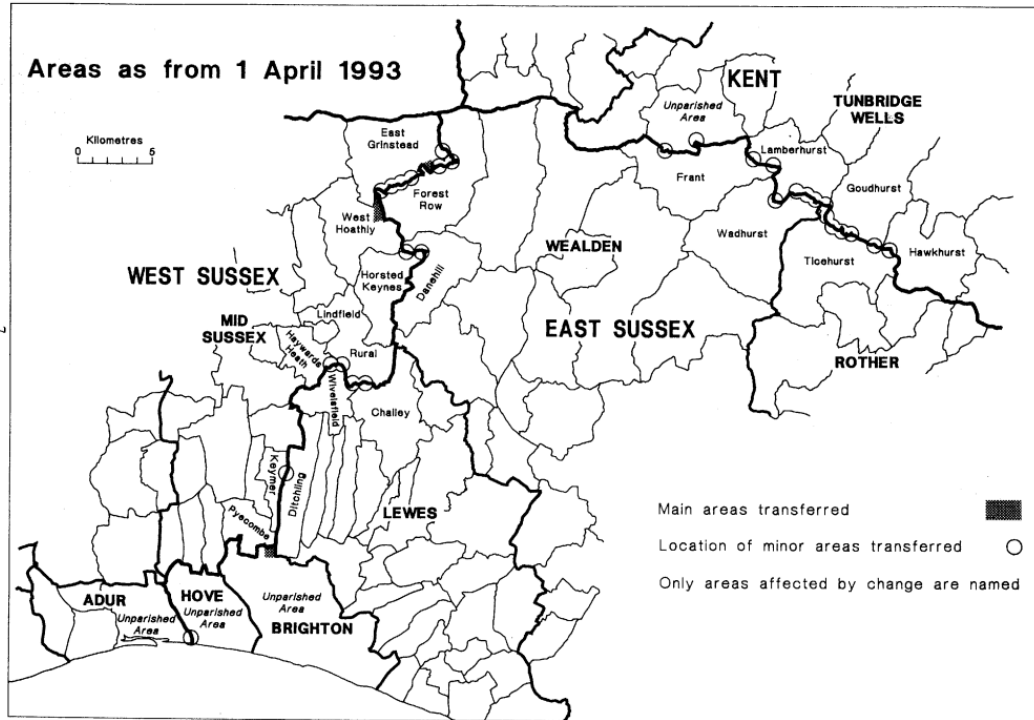 Areas as from 1 April 1993
Kilometres
0 5
KENT
Unparished
Area
TUNBRIDGE
WELLS
East
Grinstead
Lamberhurst
Frant
Goudhurst
Forest
Row
West
Hoathly
Wadhurst
Hawkhurst
WEALDEN
Ticehurst
WEST SUSSEX
Horsted
Keynes
Danehill
Lindfield
MID
SUSSEX
EAST SUSSEX
Haywards
Heath
Rural
ROTHER
Wivelsfield
Chailey
Keymer
Ditchling
LEWES
Pyecombe
Main areas transferred
Location of minor areas transferred
Only areas affected by change are named
ADUR
HOVE
Unparished
Area
Unparished
Area
Unparished
Area
BRIGHTON